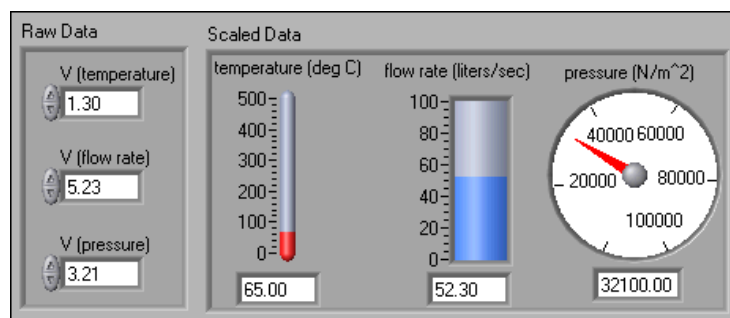 Raw Data
V (temperature)
1.30
V (flow rate)
5.23
V (pressure)
3.21
Scaled Data
temperature (deg C)
500
400
300
200
100
0
65.00
flow rate (liters/sec)
100
80
60
40
20
0
52.30
pressure (N/m^2)
40000 60000
20000 80000
100000
32100.00